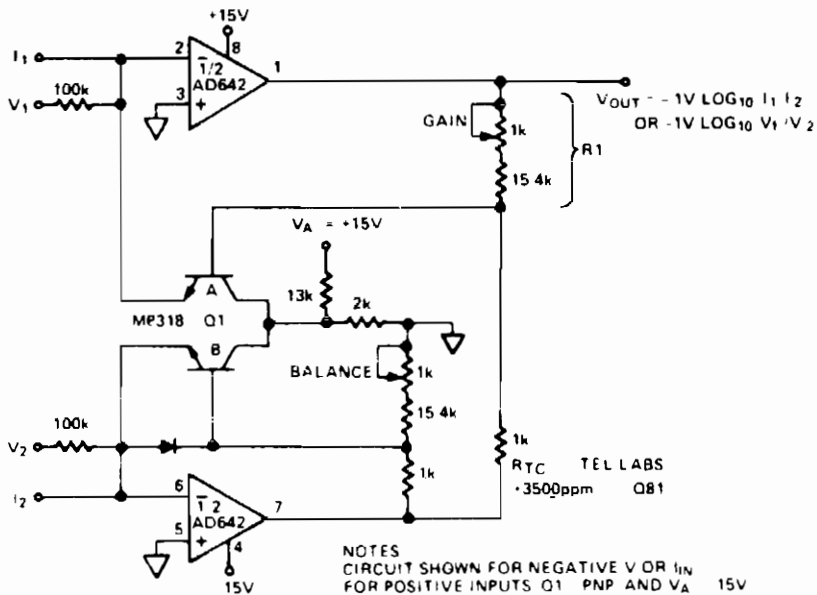 +15V
I₁
2
8
1/2
AD642
1
3
+
V₁
100k
VOUT = -1V LOG₁₀ I₁ I₂
OR -1V LOG₁₀ V₁/V₂
GAIN
1k
R1
15 4k
VA = +15V
13k
2k
A
MP318 Q1
B
BALANCE
1k
15 4k
100k
V₂
1k
1k
RTC TEL LABS
+3500ppm Q81
I₂
6
1 2
AD642
7
5
+
4
15V
NOTES
CIRCUIT SHOWN FOR NEGATIVE V OR IIN
FOR POSITIVE INPUTS Q1 PNP AND VA 15V